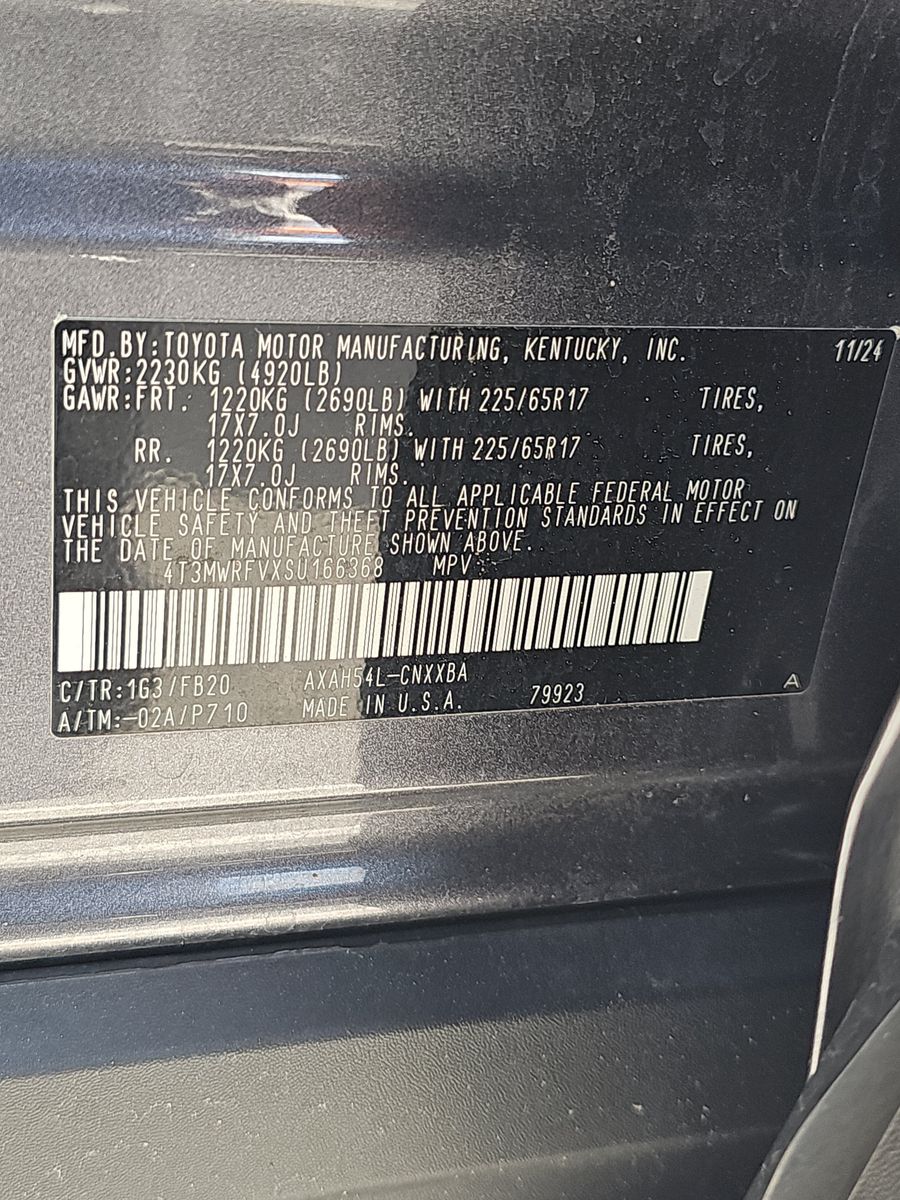 MFD.BY:TOYOTA MOTOR MANUFACTURING, KENTUCKY, INC. 11/24
GVWR:2230KG (4920LB)
GAWR:FRT. 1220KG (2690LB) WITH 225/65R17 TIRES,
17X7.0J RIMS.
RR. 1220KG (2690LB) WITH 225/65R17 TIRES,
17X7.0J RIMS.
THIS VEHICLE CONFORMS TO ALL APPLICABLE FEDERAL MOTOR
VEHICLE SAFETY AND THEFT PREVENTION STANDARDS IN EFFECT ON
THE DATE OF MANUFACTURE SHOWN ABOVE.
4T3MWRFVXSU166368 MPV
C/TR:1G3/FB20 AXAH54L-CNXXBA
A/TM:-02A/P710 MADE IN U.S.A. 79923 A